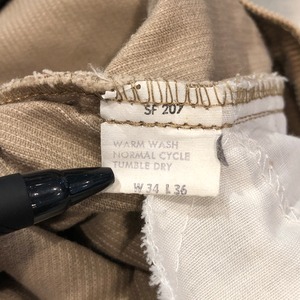 SF 207
WARM WASH
NORMAL CYCLE
TUMBLE DRY
W 34 L 36